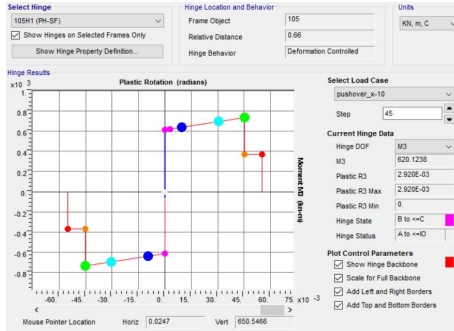 Select Hinge
105H1 (PH-SF)
Show Hinges on Selected Frames Only
Show Hinge Property Definition...
Hinge Location and Behavior
Frame Object 105
Relative Distance 0.66
Hinge Behavior Deformation Controlled
Units
KN, m, C
Hinge Results
x10 3
Plastic Rotation (radians)
1.
0.8
0.6
0.4
0.2
0.
-0.2
-0.4
-0.6
-0.8
Moment M3 (kn-m)
-60. -45. -30. -15. 0. 15. 30. 45. 60. 75. x10 -3
Mouse Pointer Location Horiz 0.0247 Vert 650.5466
Select Load Case
pushover_x-10
Step 45
Current Hinge Data
Hinge DOF M3
M3 620.1238
Plastic R3 2.920E-03
Plastic R3 Max 2.920E-03
Plastic R3 Min 0.
Hinge State B to <=C
Hinge Status A to <=IO
Plot Control Parameters
Show Hinge Backbone
Scale for Full Backbone
Add Left and Right Borders
Add Top and Bottom Borders